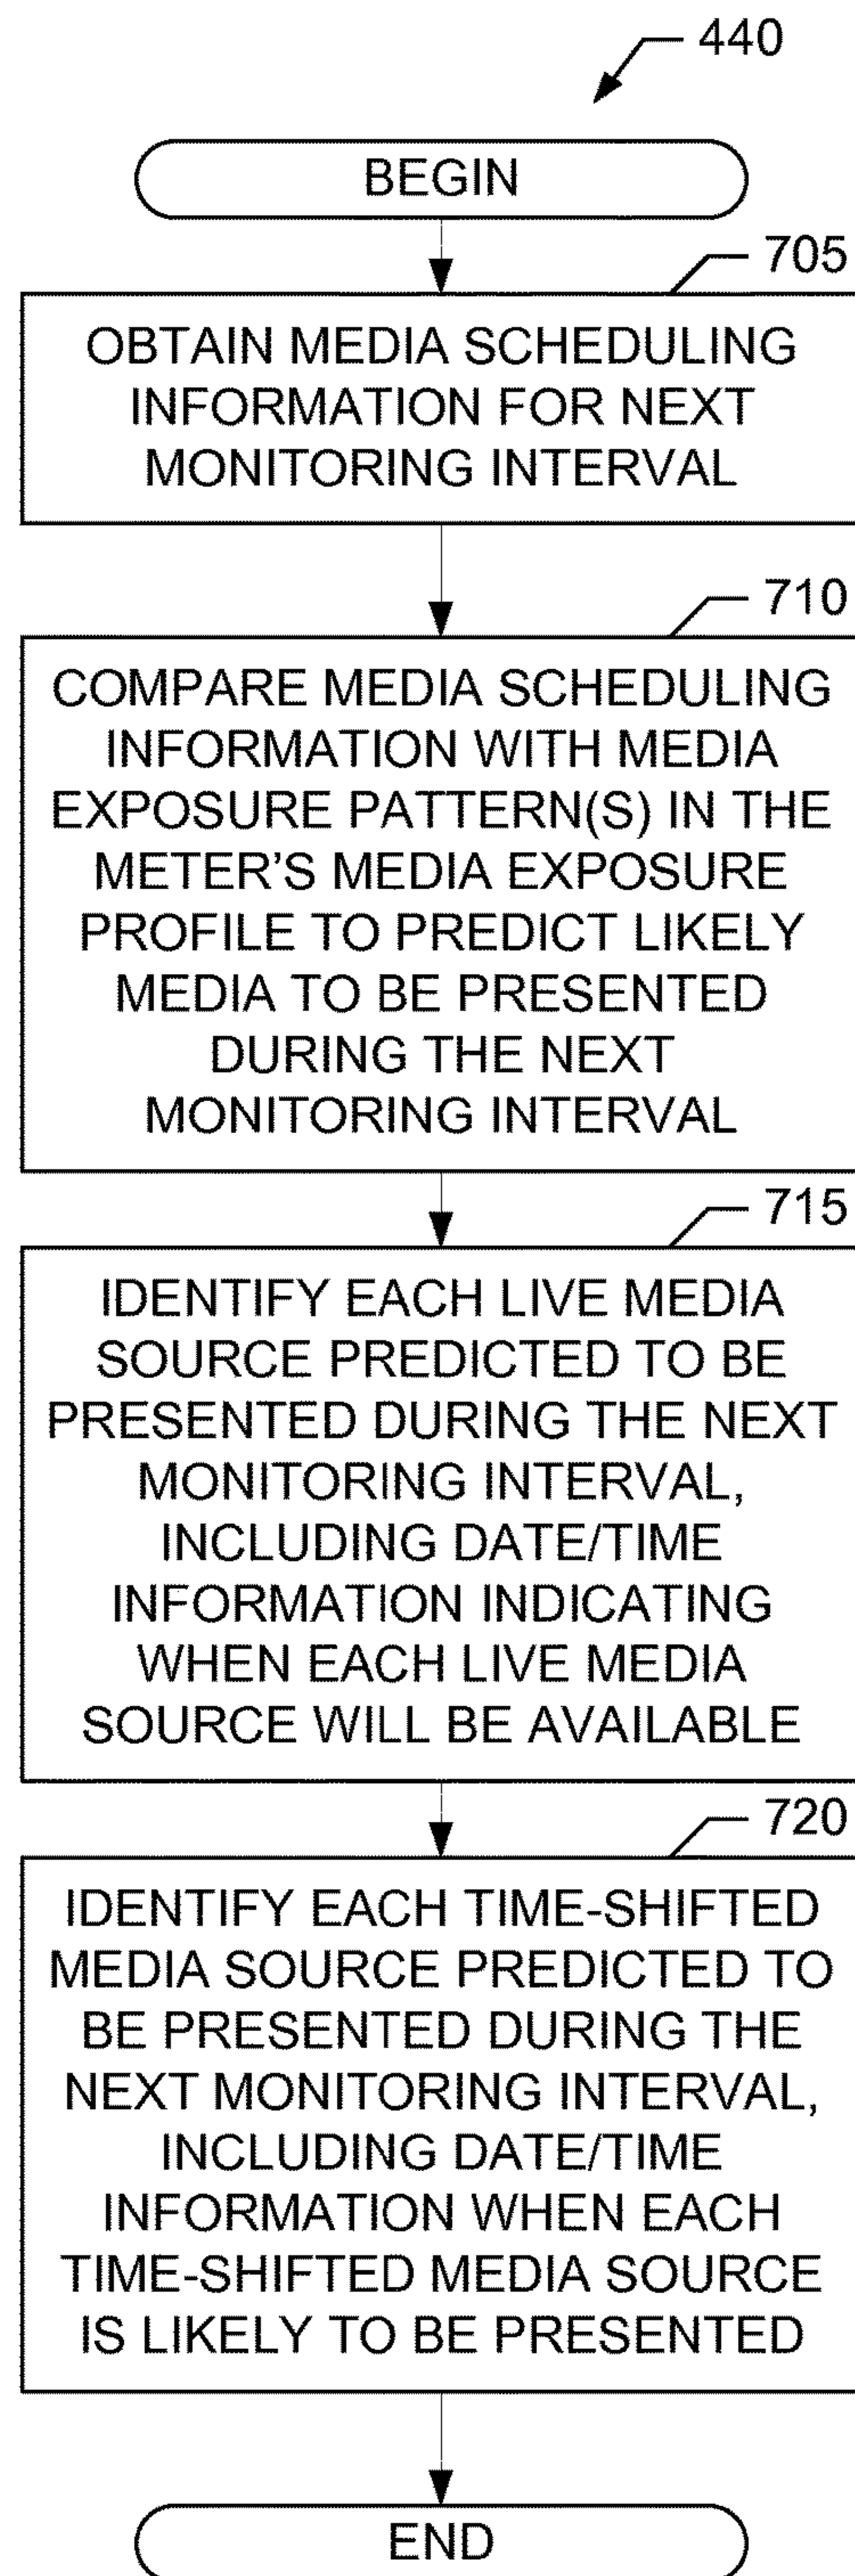 440
BEGIN
705
OBTAIN MEDIA SCHEDULING
INFORMATION FOR NEXT
MONITORING INTERVAL
710
COMPARE MEDIA SCHEDULING
INFORMATION WITH MEDIA
EXPOSURE PATTERN(S) IN THE
METER'S MEDIA EXPOSURE
PROFILE TO PREDICT LIKELY
MEDIA TO BE PRESENTED
DURING THE NEXT
MONITORING INTERVAL
715
IDENTIFY EACH LIVE MEDIA
SOURCE PREDICTED TO BE
PRESENTED DURING THE NEXT
MONITORING INTERVAL,
INCLUDING DATE/TIME
INFORMATION INDICATING
WHEN EACH LIVE MEDIA
SOURCE WILL BE AVAILABLE
720
IDENTIFY EACH TIME-SHIFTED
MEDIA SOURCE PREDICTED TO
BE PRESENTED DURING THE
NEXT MONITORING INTERVAL,
INCLUDING DATE/TIME
INFORMATION WHEN EACH
TIME-SHIFTED MEDIA SOURCE
IS LIKELY TO BE PRESENTED
END